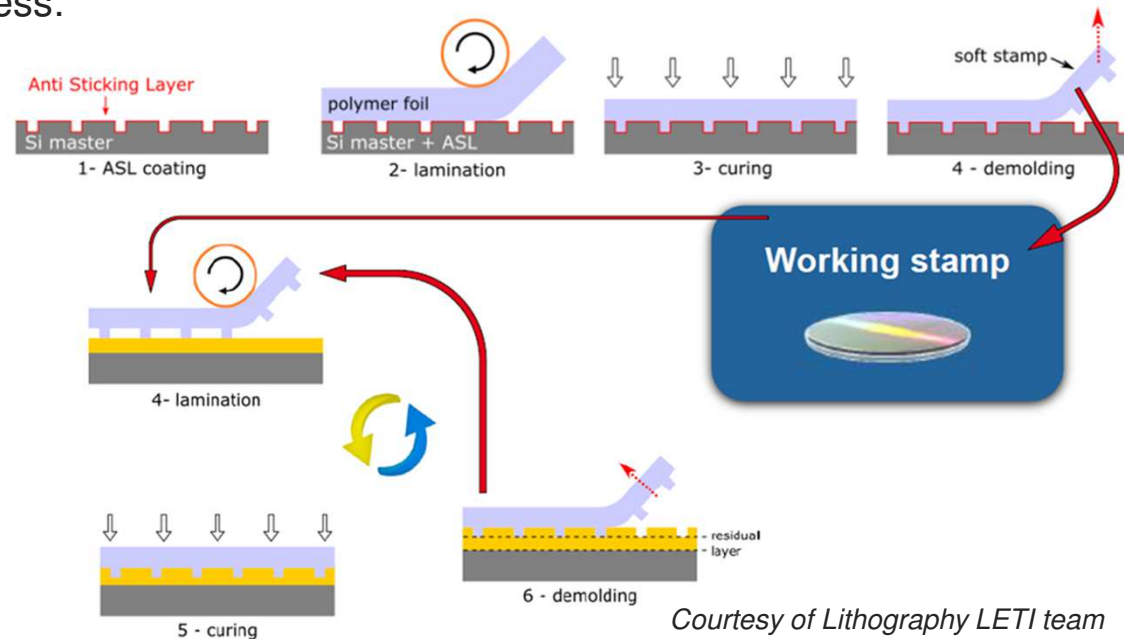 ess.
Anti Sticking Layer
Si master
1- ASL coating
polymer foil
Si master + ASL
2- lamination
3- curing
soft stamp
4 - demolding
Working stamp
4- lamination
5 - curing
residual
layer
6 - demolding
Courtesy of Lithography LETI team